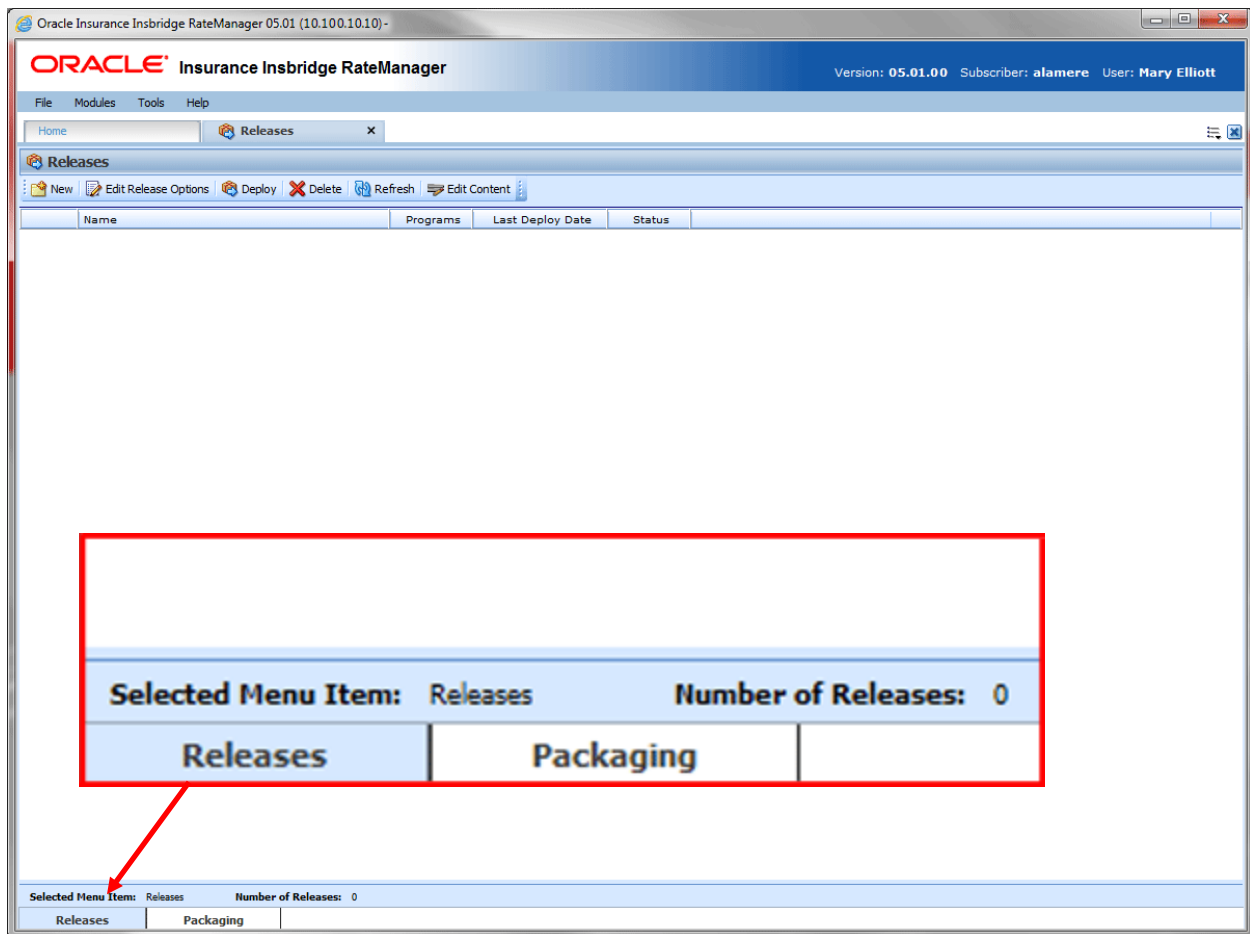 Oracle Insurance Insbridge RateManager 05.01 (10.100.10.10) -
ORACLE Insurance Insbridge RateManager
Version: 05.01.00 Subscriber: alamere User: Mary Elliott
File Modules Tools Help
Home Releases x
Releases
New Edit Release Options Deploy Delete Refresh Edit Content
Name Programs Last Deploy Date Status
Selected Menu Item: Releases Number of Releases: 0
Releases Packaging
Selected Menu Item: Releases Number of Releases: 0
Releases Packaging